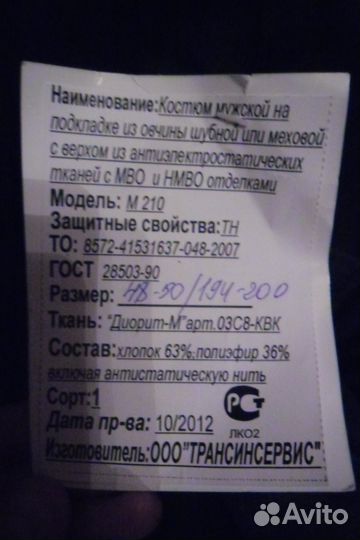 Наименование: Костюм мужской на
подкладке из овчины шубной или меховой
с верхом из антиэлектростатических
тканей с МВО и НМВО отделками
Модель: М 210
Защитные свойства: ТН
ТО: 8572-41531637-048-2007
ГОСТ 28503-90
Размер: 48-50/194-200
Ткань: "Диорит-М"арт.03С8-КВК
Состав: хлопок 63%;полиэфир 36%
включая антистатическую нить
Сорт:1
Дата пр-ва: 10/2012
РСТ
ЛКО2
Изготовитель:ООО"ТРАНСИНСЕРВИС"
Avito